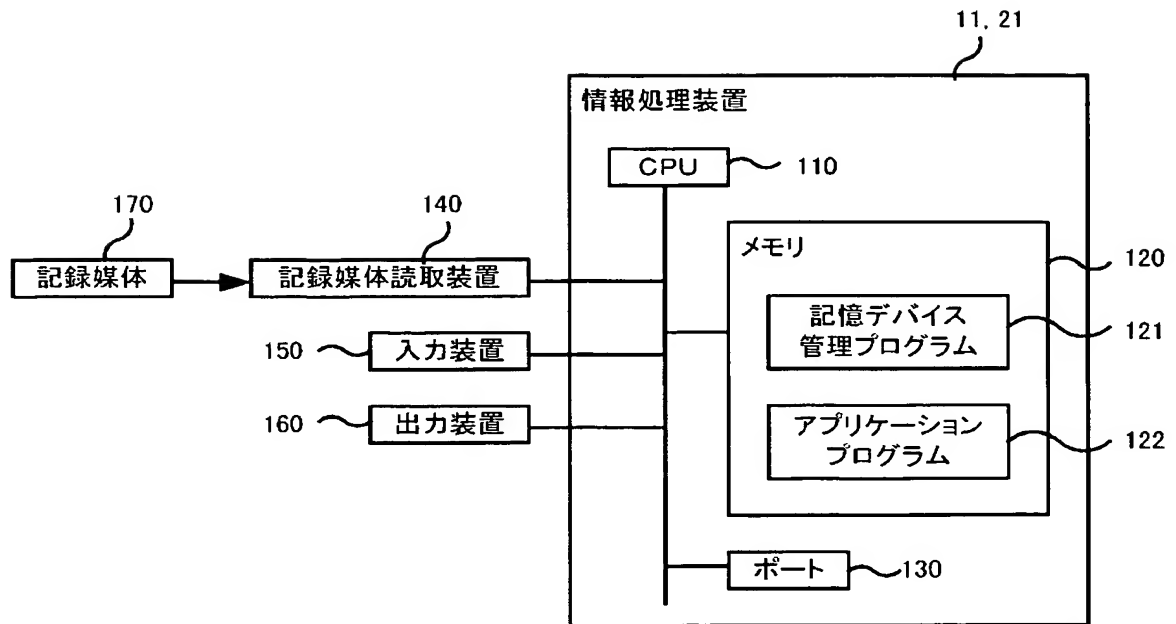 11, 21
情報処理装置
CPU
110
170
140
メモリ
120
記録媒体
記録媒体読取装置
記憶デバイス
管理プログラム
121
150
入力装置
160
出力装置
アプリケーション
プログラム
122
ポート
130